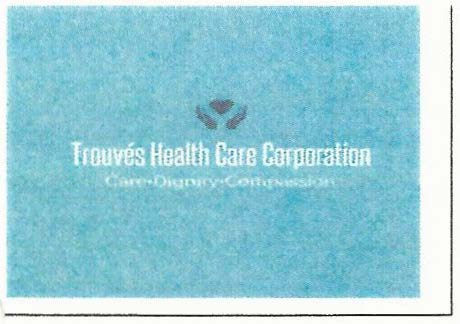 Trouvés Health Care Corporation
Care•Dignity•Compassion